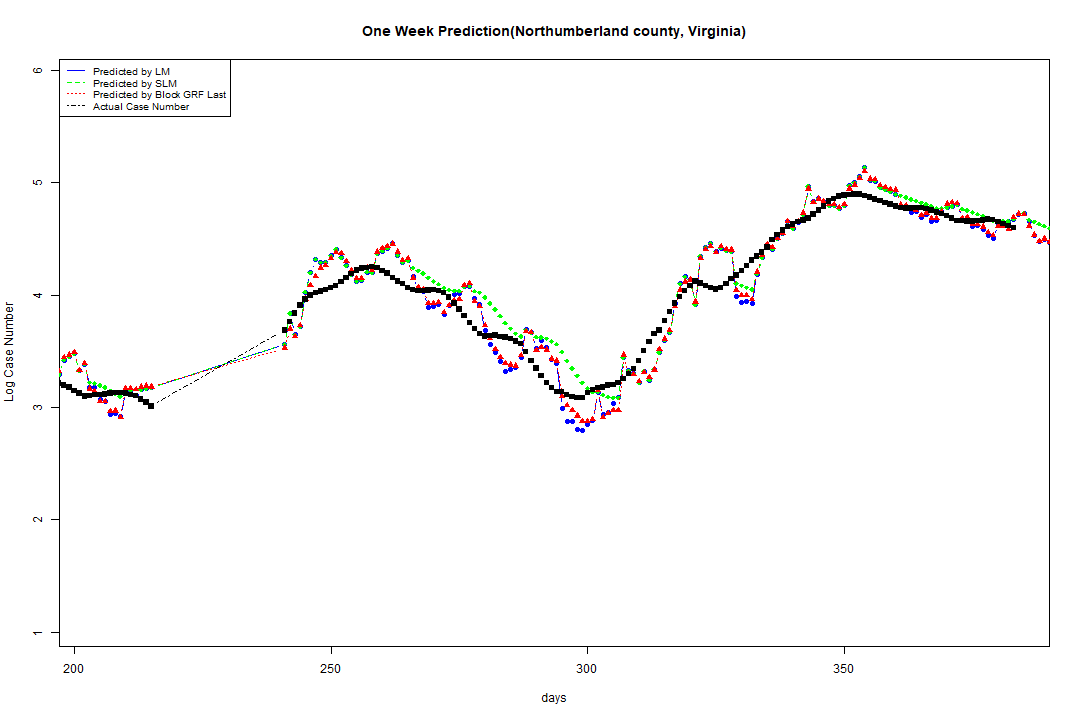 One Week Prediction(Northumberland county, Virginia)
Predicted by LM
Predicted by SLM
Predicted by Block GRF Last
Actual Case Number
6
5
4
3
2
1
Log Case Number
200 250 300 350
days